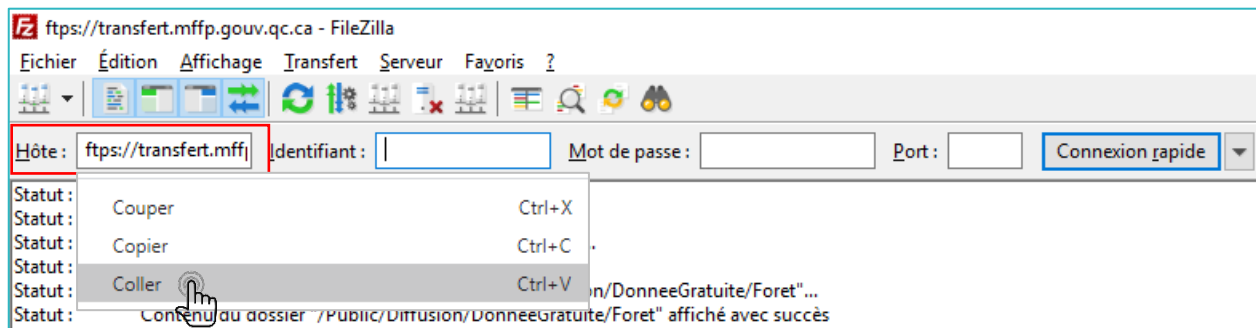 ftps://transfert.mffp.gouv.qc.ca - FileZilla
Fichier Édition Affichage Transfert Serveur Favoris ?
Hôte : ftps://transfert.mff Identifiant : Mot de passe : Port : Connexion rapide
Statut :
Couper Ctrl+X
Statut :
Statut :
Copier Ctrl+C .
Statut :
Coller Ctrl+V
Statut : n/DonneeGratuite/Foret"...
Statut : Contenu du dossier "/Public/Diffusion/DonneeGratuite/Foret" affiché avec succès